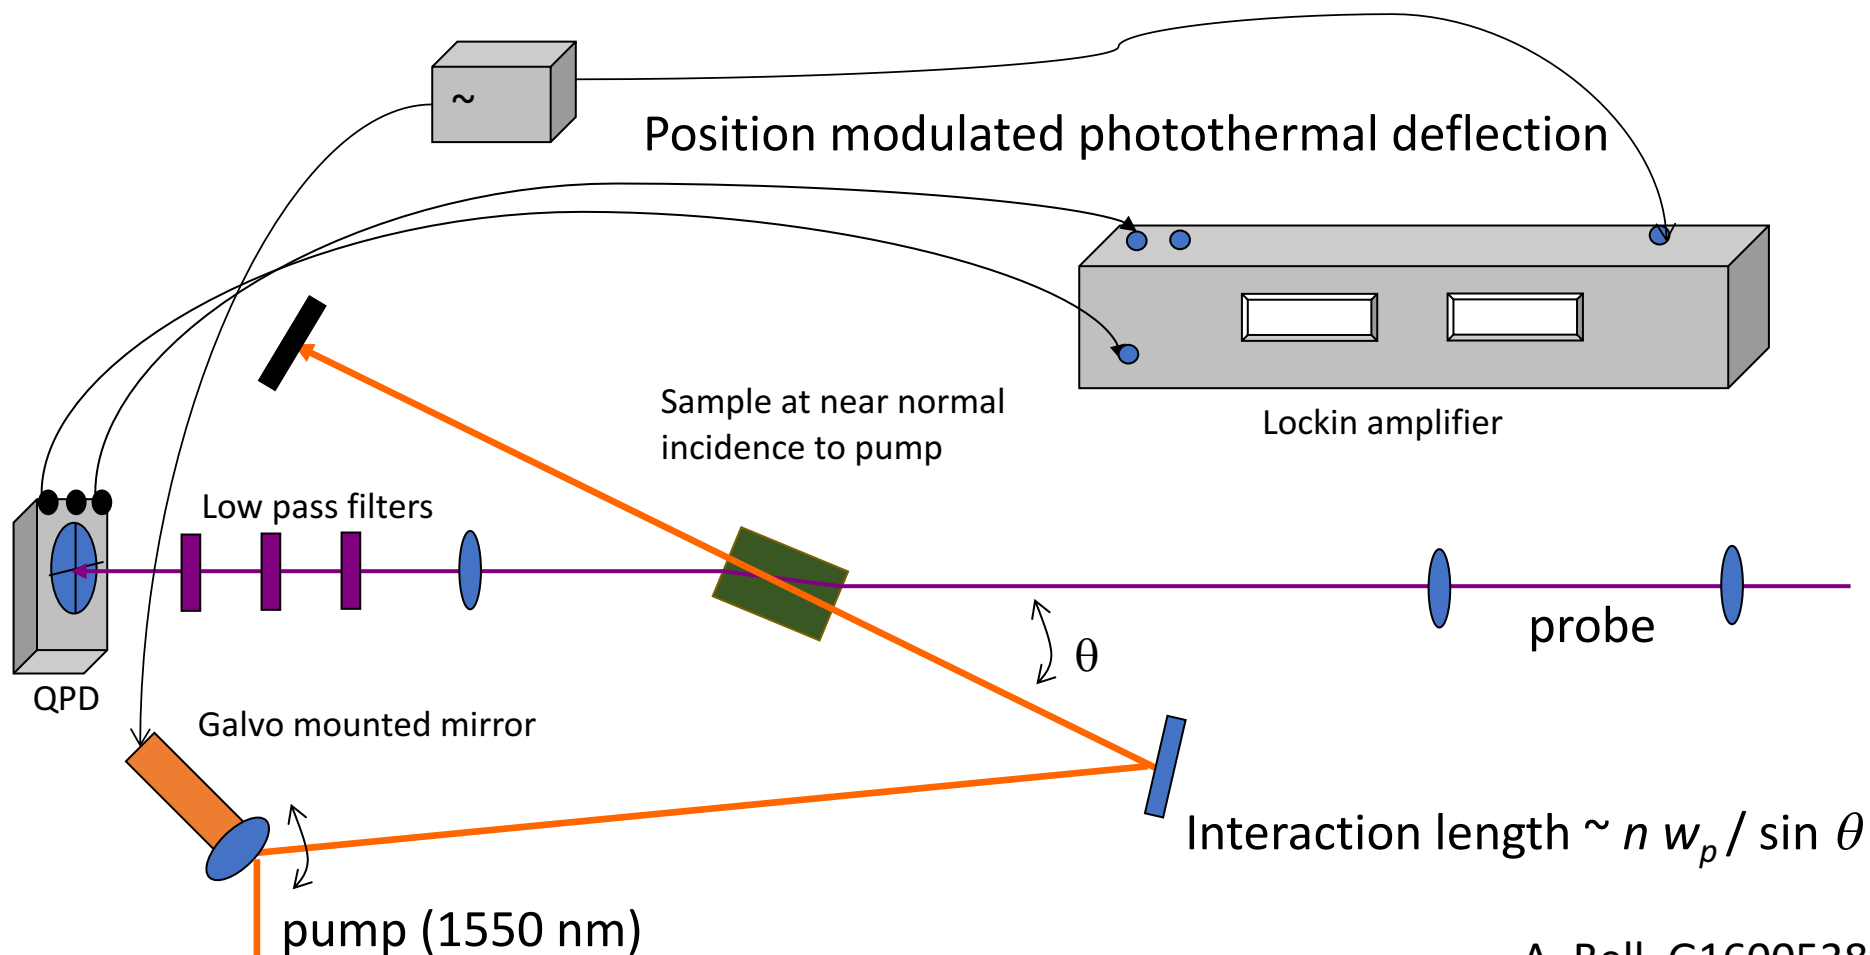 ~
Position modulated photothermal deflection
Sample at near normal
incidence to pump
Lockin amplifier
Low pass filters
θ
probe
QPD
Galvo mounted mirror
Interaction length ~ n wp / sin θ
pump (1550 nm)